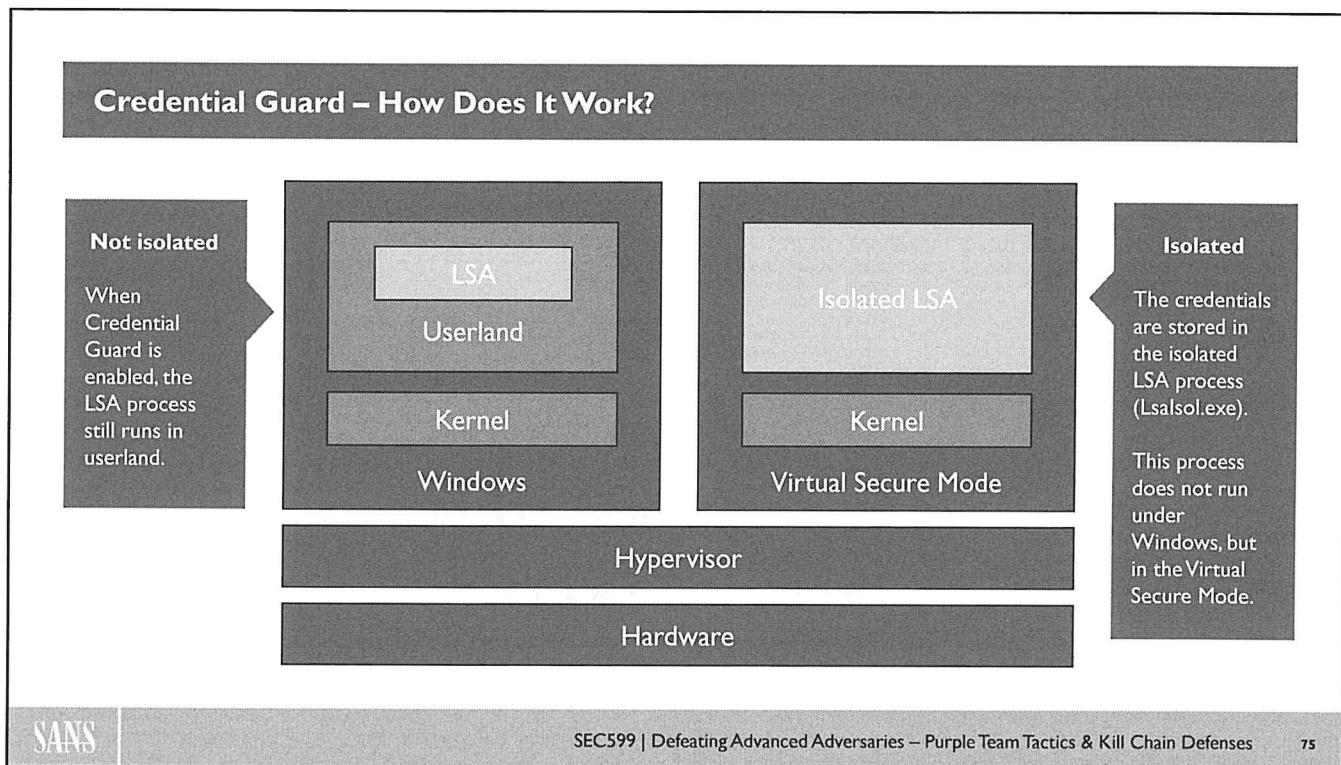 Credential Guard – How Does It Work?
Not isolated
When
Credential
Guard is
enabled, the
LSA process
still runs in
userland.
LSA
Userland
Kernel
Windows
Isolated LSA
Kernel
Virtual Secure Mode
Hypervisor
Hardware
Isolated
The credentials
are stored in
the isolated
LSA process
(LsaIsol.exe).
This process
does not run
under
Windows, but
in the Virtual
Secure Mode.
SANS
SEC599 | Defeating Advanced Adversaries – Purple Team Tactics & Kill Chain Defenses 75